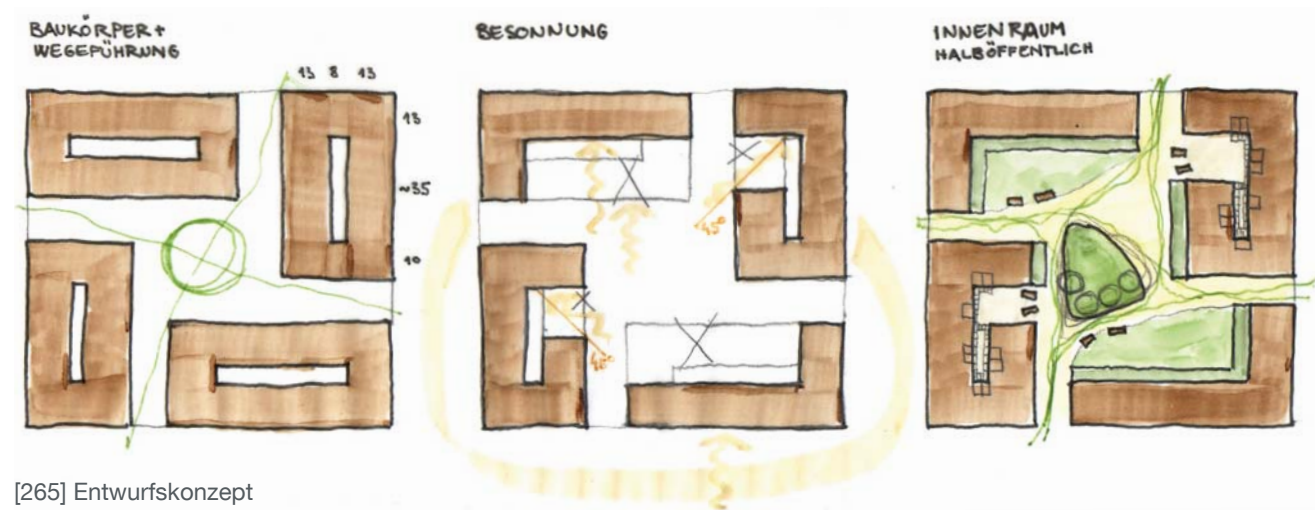 BAUKÖRPER+
WEGEFÜHRUNG
13 8 13
13
~35
10
BESONNUNG
45°
45°
INNENRAUM
HALBÖFFENTLICH
[265] Entwurfskonzept